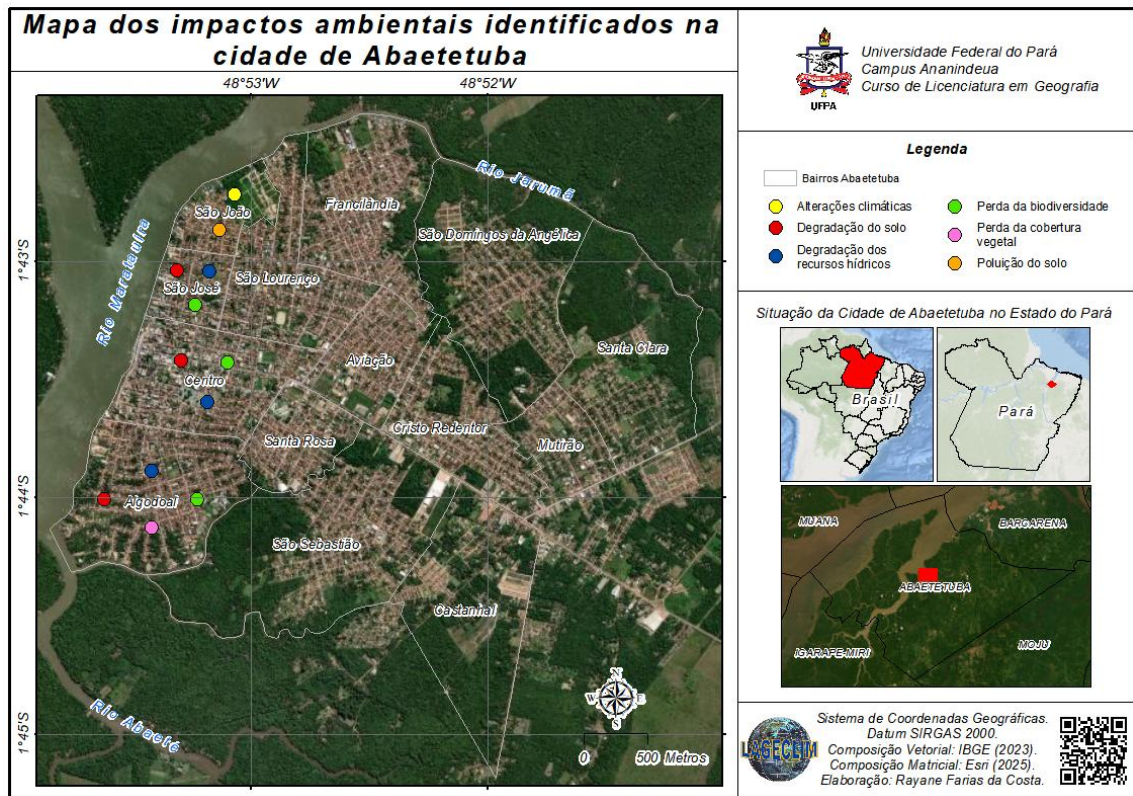 Mapa dos impactos ambientais identificados na
cidade de Abaetetuba
48°53'W
48°52'W
1°43'S
1°44'S
1°45'S
Rio Jarumã
Rio Maratauíra
Rio Abaeté
Francilândia
São João
São Domingos da Angélica
São Lourenço
São José
Santa Clara
Aviação
Centro
Cristo Redentor
Santa Rosa
Mutirão
Algodoal
São Sebastião
Castanhal
N
W
E
S
0
500 Metros
UFPA
Universidade Federal do Pará
Campus Ananindeua
Curso de Licenciatura em Geografia
Legenda
Bairros Abaetetuba
Alterações climáticas
Degradação do solo
Degradação dos
recursos hídricos
Perda da biodiversidade
Perda da cobertura
vegetal
Poluição do solo
Situação da Cidade de Abaetetuba no Estado do Pará
Brasil
Pará
MUANÁ
BARCARENA
ABAETETUBA
IGARAPÉ-MIRI
MOJU
LAGECLIM
Sistema de Coordenadas Geográficas.
Datum SIRGAS 2000.
Composição Vetorial: IBGE (2023).
Composição Matricial: Esri (2025).
Elaboração: Rayane Farias da Costa.